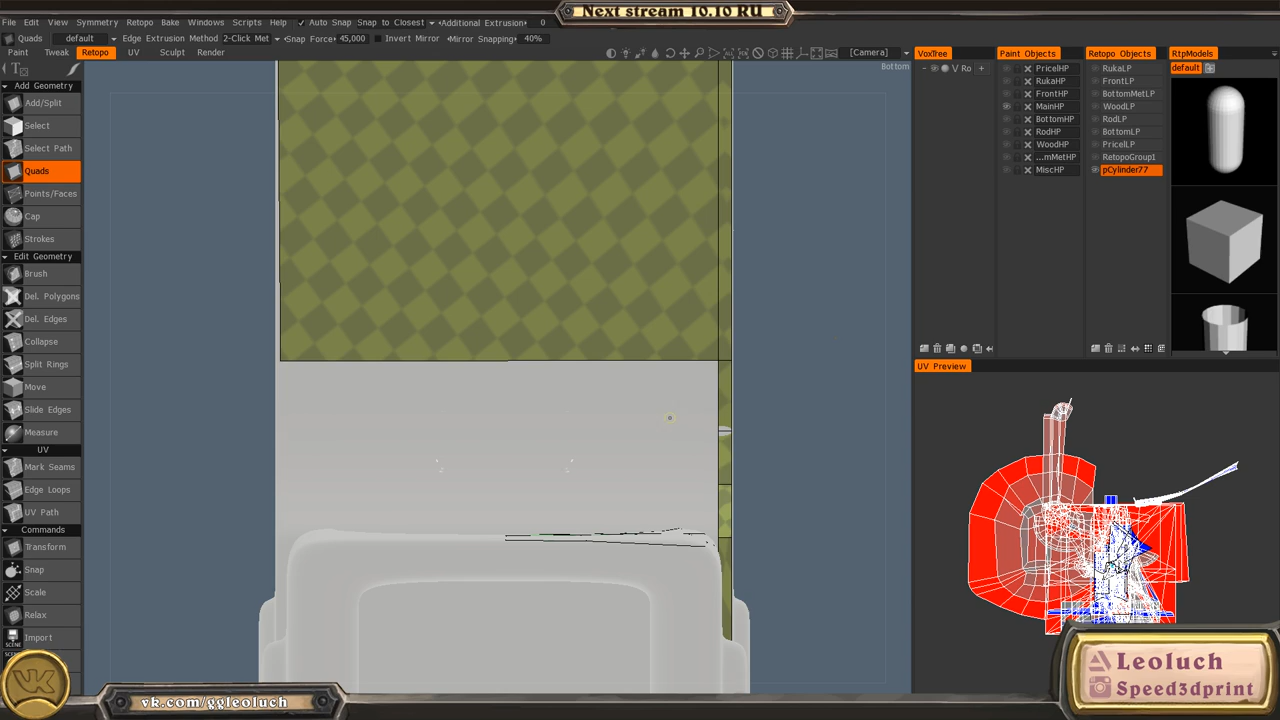 Next stream 10.10 RU
File Edit View Symmetry Retopo Bake Windows Scripts Help Auto Snap Snap to Closest Additional Extrusion 0
Quads default Edge Extrusion Method 2-Click Met Snap Force 45,000 Invert Mirror Mirror Snapping 40%
Paint Tweak Retopo UV Sculpt Render [Camera]
Bottom
Add Geometry
Add/Split
Select
Select Path
Quads
Points/Faces
Cap
Strokes
Edit Geometry
Brush
Del. Polygons
Del. Edges
Collapse
Split Rings
Move
Slide Edges
Measure
UV
Mark Seams
Edge Loops
UV Path
Commands
Transform
Snap
Scale
Relax
Import
VoxTree
V Ro
Paint Objects
PricelHP
RukaHP
FrontHP
MainHP
BottomHP
RodHP
WoodHP
...mMetHP
MiscHP
Retopo Objects
RukaLP
FrontLP
BottomMetLP
WoodLP
RodLP
BottomLP
PricelLP
RetopoGroup1
pCylinder77
RtpModels
default
UV Preview
VK
vk.com/ggleoluch
Leoluch
Speed3dprint